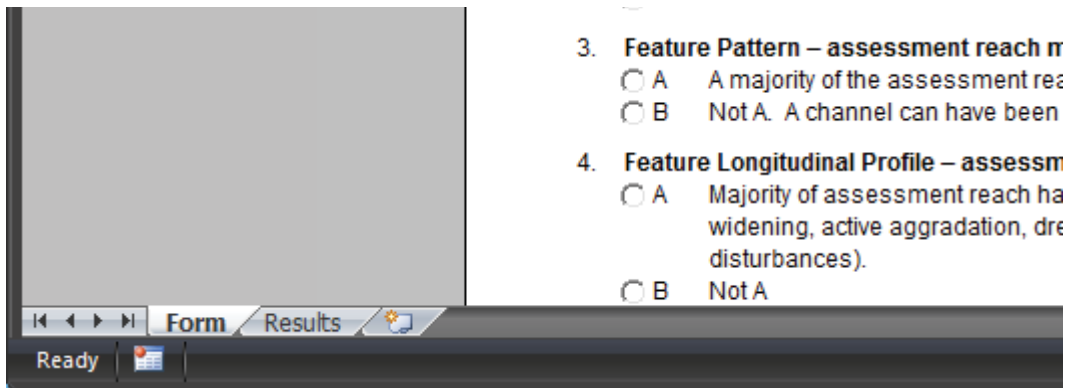 3. Feature Pattern – assessment reach m
A A majority of the assessment rea
B Not A. A channel can have been
4. Feature Longitudinal Profile – assessm
A Majority of assessment reach ha
widening, active aggradation, dre
disturbances).
B Not A
Form Results
Ready